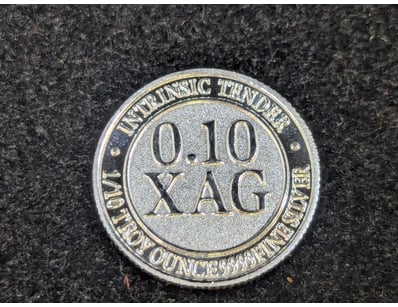 INTRINSIC TENDER
0.10
XAG
1/10 TROY OUNCE 9999 FINE SILVER